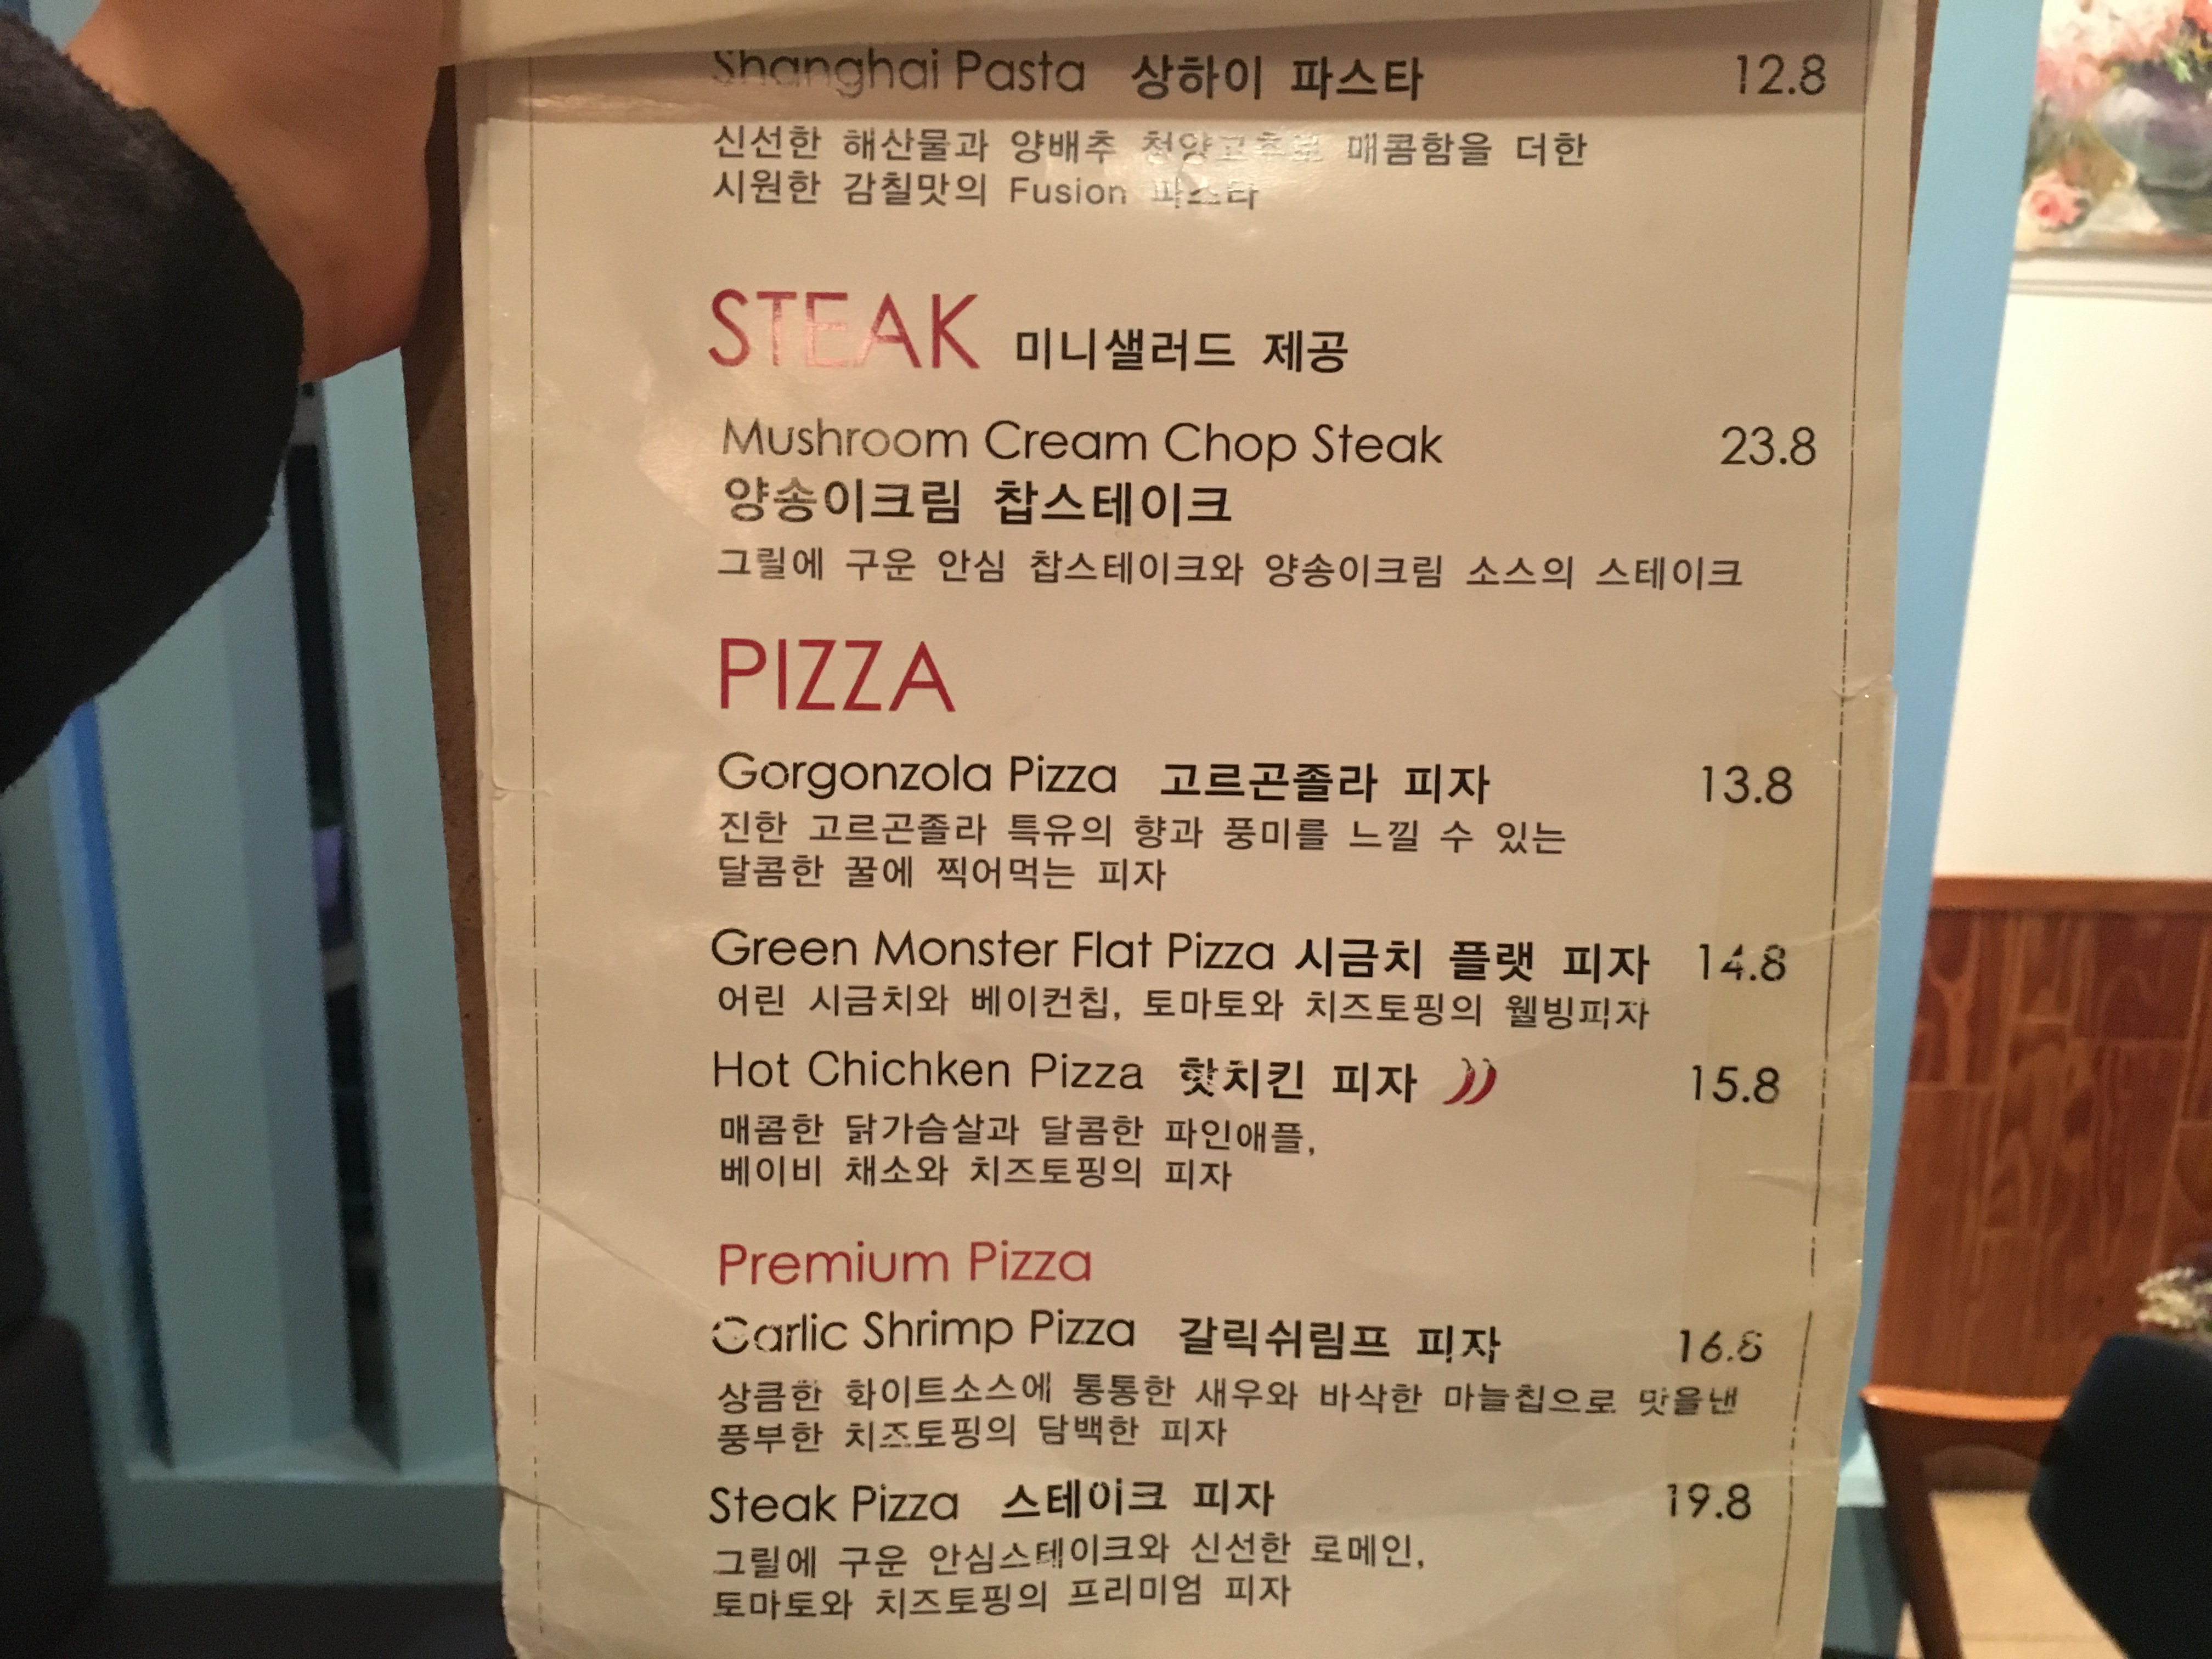 Shanghai Pasta 상하이 파스타 12.8
신선한 해산물과 양배추 청양고추로 매콤함을 더한
시원한 감칠맛의 Fusion 파스타
STEAK 미니샐러드 제공
Mushroom Cream Chop Steak 23.8
양송이크림 찹스테이크
그릴에 구운 안심 찹스테이크와 양송이크림 소스의 스테이크
PIZZA
Gorgonzola Pizza 고르곤졸라 피자 13.8
진한 고르곤졸라 특유의 향과 풍미를 느낄 수 있는
달콤한 꿀에 찍어먹는 피자
Green Monster Flat Pizza 시금치 플랫 피자 14.8
어린 시금치와 베이컨칩, 토마토와 치즈토핑의 웰빙피자
Hot Chichken Pizza 핫치킨 피자 15.8
매콤한 닭가슴살과 달콤한 파인애플,
베이비 채소와 치즈토핑의 피자
Premium Pizza
Garlic Shrimp Pizza 갈릭쉬림프 피자 16.8
상큼한 화이트소스에 통통한 새우와 바삭한 마늘칩으로 맛을낸
풍부한 치즈토핑의 담백한 피자
Steak Pizza 스테이크 피자 19.8
그릴에 구운 안심스테이크와 신선한 로메인,
토마토와 치즈토핑의 프리미엄 피자